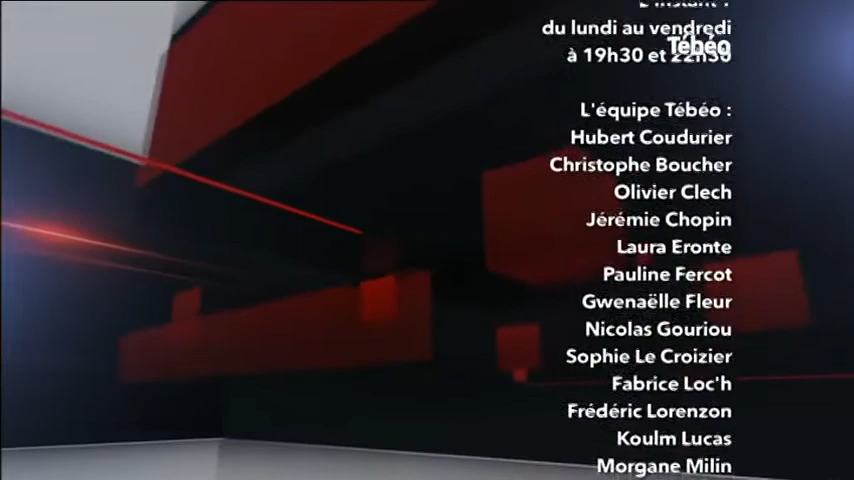 L'instant T
du lundi au vendredi
Tébéo
à 19h30 et 22h30
L'équipe Tébéo :
Hubert Coudurier
Christophe Boucher
Olivier Clech
Jérémie Chopin
Laura Eronte
Pauline Fercot
Gwenaëlle Fleur
Nicolas Gouriou
Sophie Le Croizier
Fabrice Loc'h
Frédéric Lorenzon
Koulm Lucas
Morgane Milin